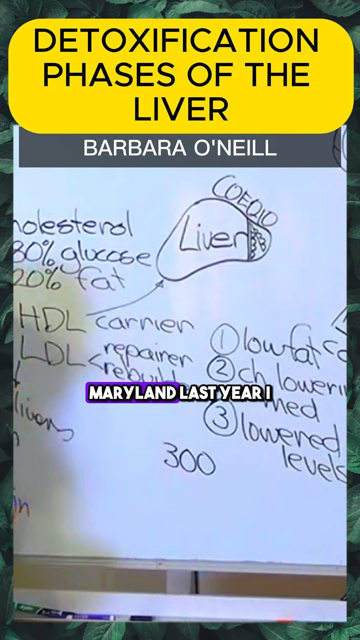 DETOXIFICATION
PHASES OF THE
LIVER
BARBARA O'NEILL
COEQ10
Liver
holesterol
80% glucose
20% fat
HDL carrier
LDL repairer
rebuil
① low fat
② ch lowerin
med
③ lowered
levels
300
MARYLAND LAST YEAR I